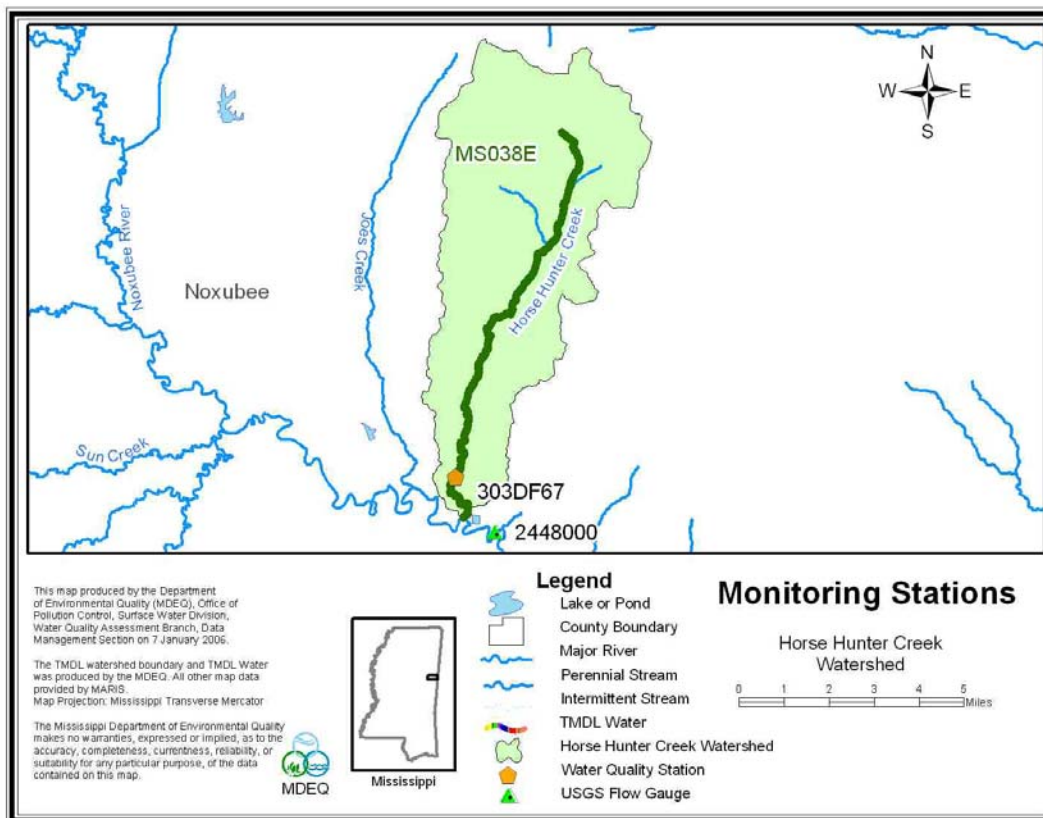 N
W E
S
MS038E
Joes Creek
Noxubee River
Noxubee
Horse Hunter Creek
Sun Creek
303DF67
2448000
This map produced by the Department
of Environmental Quality (MDEQ), Office of
Pollution Control, Surface Water Division,
Water Quality Assessment Branch, Data
Management Section on 7 January 2006.
The TMDL watershed boundary and TMDL Water
was produced by the MDEQ. All other map data
provided by MARIS.
Map Projection: Mississippi Transverse Mercator
The Mississippi Department of Environmental Quality
makes no warranties, expressed or implied, as to the
accuracy, completeness, currentness, reliability, or
suitability for any particular purpose, of the data
contained on this map.
MDEQ
Mississippi
Legend
Lake or Pond
County Boundary
Major River
Perennial Stream
Intermittent Stream
TMDL Water
Horse Hunter Creek Watershed
Water Quality Station
USGS Flow Gauge
Monitoring Stations
Horse Hunter Creek
Watershed
0 1 2 3 4 5
Miles